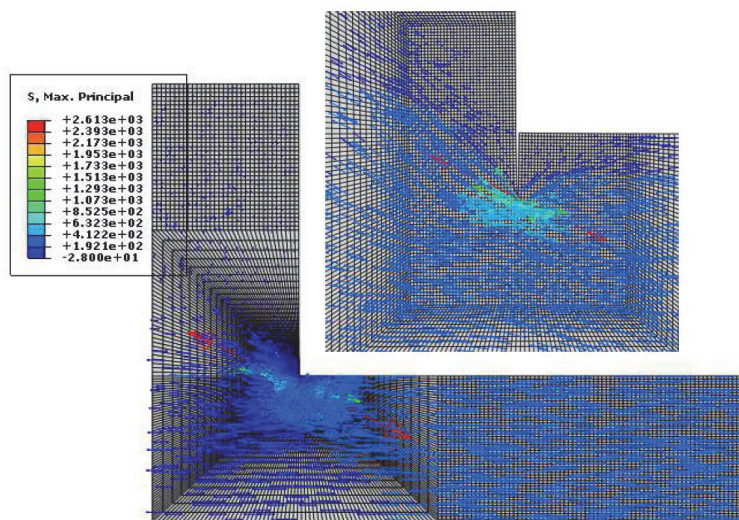 S, Max. Principal
+2.613e+03
+2.393e+03
+2.173e+03
+1.953e+03
+1.733e+03
+1.513e+03
+1.293e+03
+1.073e+03
+8.525e+02
+6.323e+02
+4.122e+02
+1.921e+02
-2.800e+01